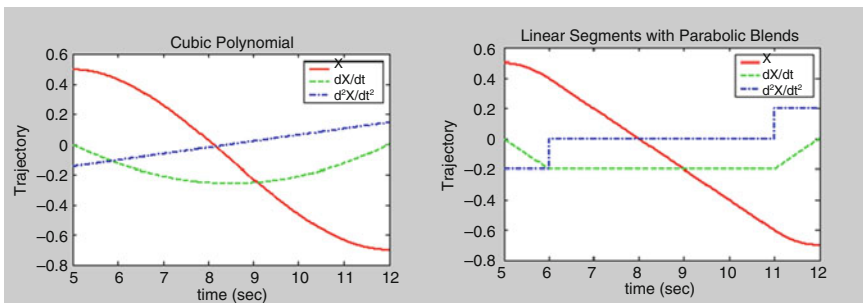 Cubic Polynomial
0.6
0.4
0.2
0
−0.2
−0.4
−0.6
−0.8
Trajectory
X
dX/dt
d²X/dt²
5 6 7 8 9 10 11 12
time (sec)
Linear Segments with Parabolic Blends
0.6
0.4
0.2
0
−0.2
−0.4
−0.6
−0.8
Trajectory
X
dX/dt
d²X/dt²
5 6 7 8 9 10 11 12
time (sec)